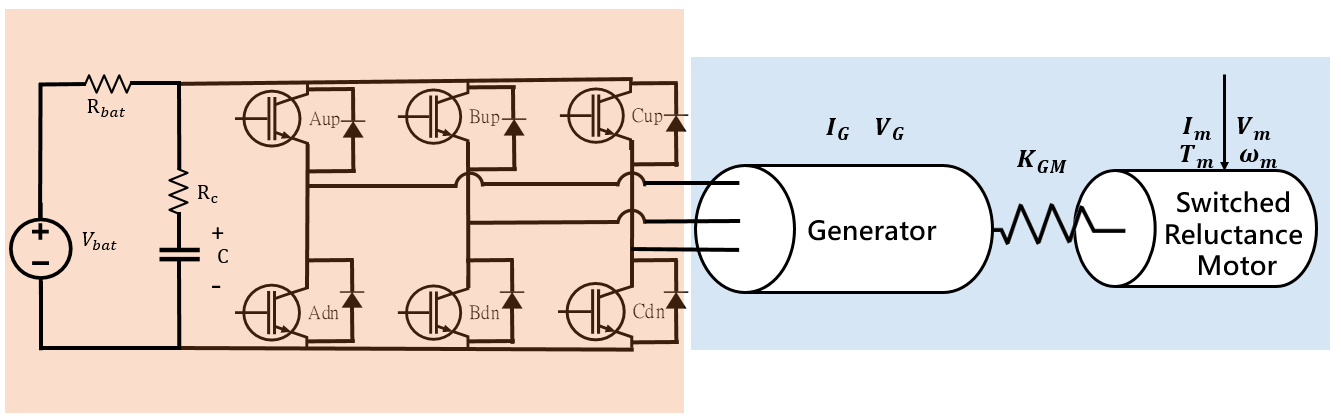 R_bat
V_bat
R_c
+
C
-
Aup
Bup
Cup
Adn
Bdn
Cdn
I_G V_G
Generator
K_GM
I_m V_m
T_m ω_m
Switched
Reluctance
Motor